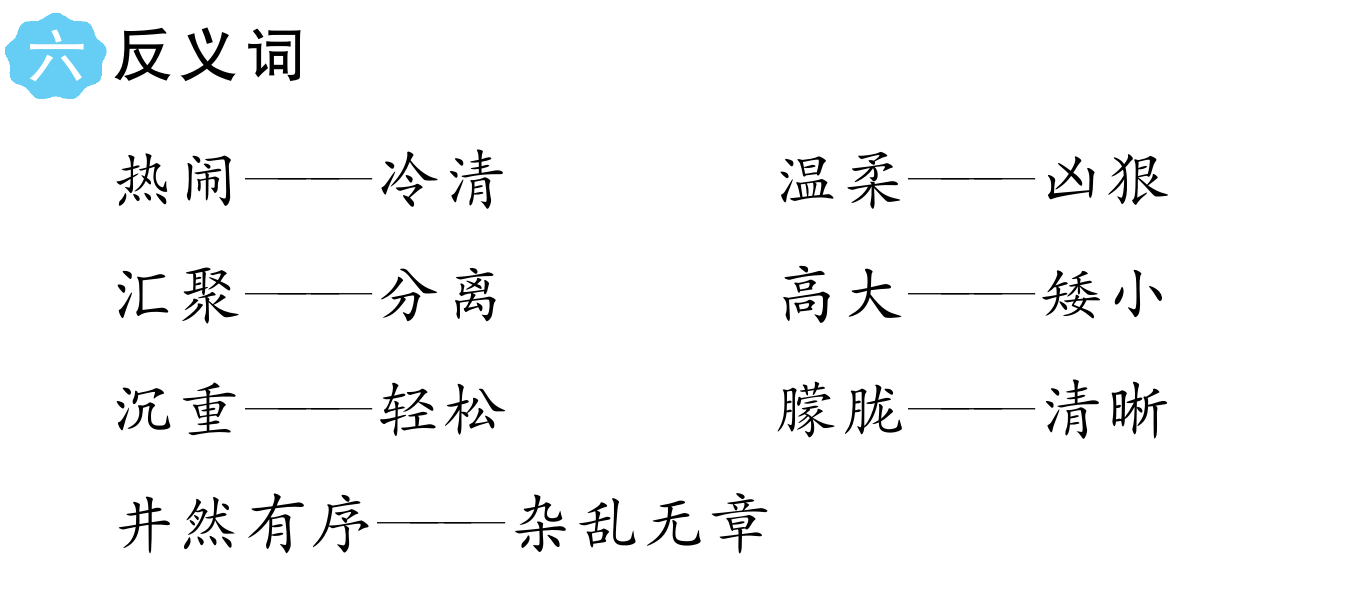 六 反义词
热闹——冷清 温柔——凶狠
汇聚——分离 高大——矮小
沉重——轻松 朦胧——清晰
井然有序——杂乱无章